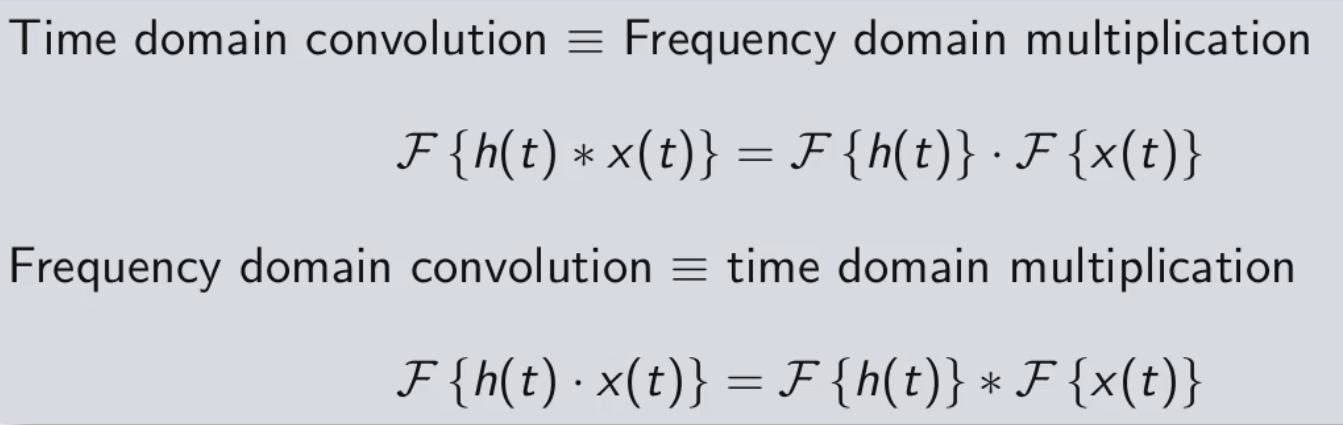 Time domain convolution ≡ Frequency domain multiplication
ℱ {h(t) ∗ x(t)} = ℱ {h(t)} · ℱ {x(t)}
Frequency domain convolution ≡ time domain multiplication
ℱ {h(t) · x(t)} = ℱ {h(t)} ∗ ℱ {x(t)}